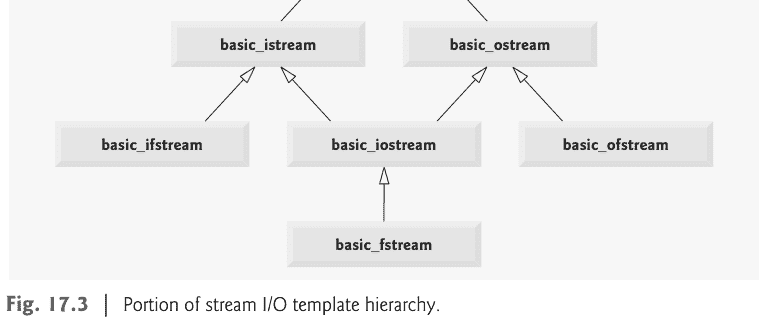 basic_istream basic_ostream
basic_ifstream basic_iostream basic_ofstream
basic_fstream
Fig. 17.3 | Portion of stream I/O template hierarchy.